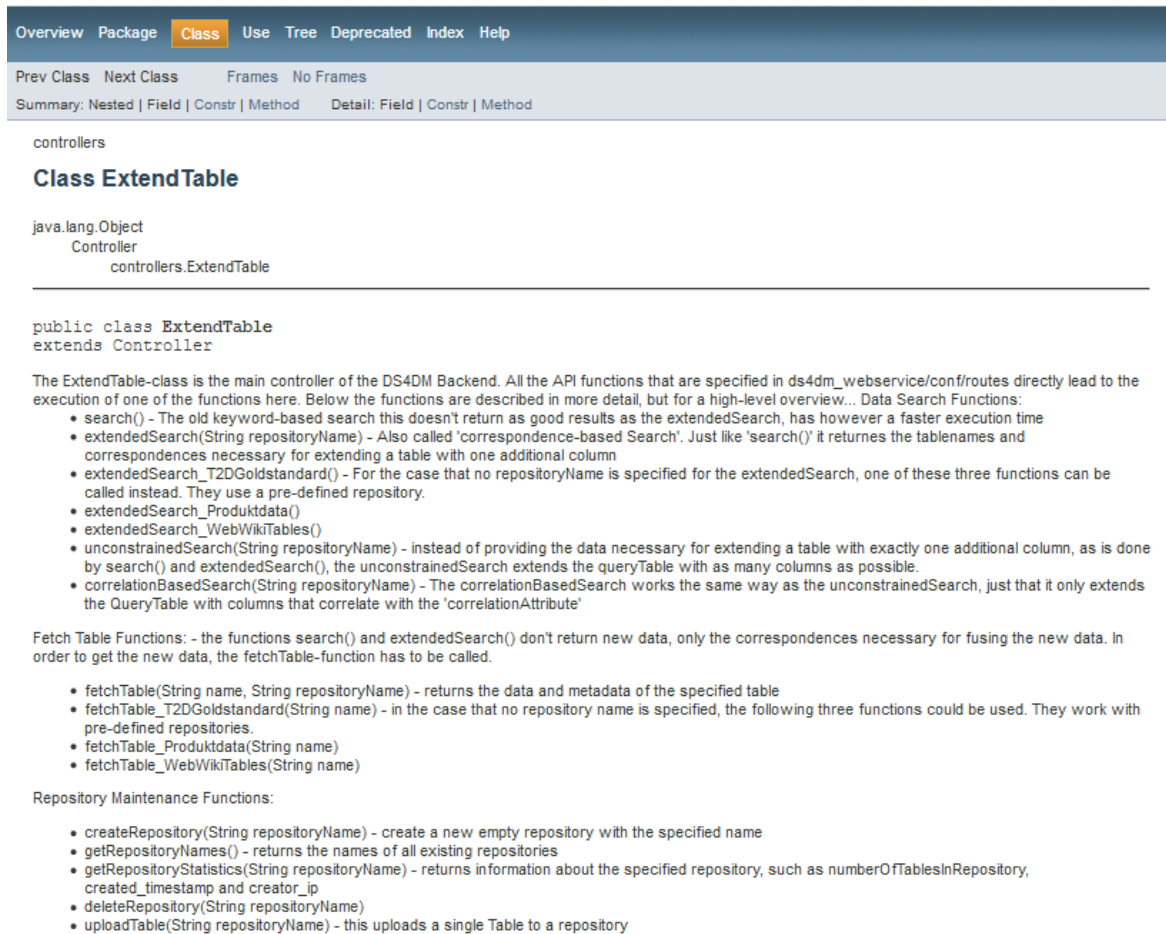 Overview Package Class Use Tree Deprecated Index Help
Prev Class Next Class Frames No Frames
Summary: Nested | Field | Constr | Method Detail: Field | Constr | Method
controllers
Class ExtendTable
java.lang.Object
Controller
controllers.ExtendTable
public class ExtendTable
extends Controller
The ExtendTable-class is the main controller of the DS4DM Backend. All the API functions that are specified in ds4dm_webservice/conf/routes directly lead to the
execution of one of the functions here. Below the functions are described in more detail, but for a high-level overview... Data Search Functions:
• search() - The old keyword-based search this doesn't return as good results as the extendedSearch, has however a faster execution time
• extendedSearch(String repositoryName) - Also called 'correspondence-based Search'. Just like 'search()' it returnes the tablenames and
correspondences necessary for extending a table with one additional column
• extendedSearch_T2DGoldstandard() - For the case that no repositoryName is specified for the extendedSearch, one of these three functions can be
called instead. They use a pre-defined repository.
• extendedSearch_Produktdata()
• extendedSearch_WebWikiTables()
• unconstrainedSearch(String repositoryName) - instead of providing the data necessary for extending a table with exactly one additional column, as is done
by search() and extendedSearch(), the unconstrainedSearch extends the queryTable with as many columns as possible.
• correlationBasedSearch(String repositoryName) - The correlationBasedSearch works the same way as the unconstrainedSearch, just that it only extends
the QueryTable with columns that correlate with the 'correlationAttribute'
Fetch Table Functions: - the functions search() and extendedSearch() don't return new data, only the correspondences necessary for fusing the new data. In
order to get the new data, the fetchTable-function has to be called.
• fetchTable(String name, String repositoryName) - returns the data and metadata of the specified table
• fetchTable_T2DGoldstandard(String name) - in the case that no repository name is specified, the following three functions could be used. They work with
pre-defined repositories.
• fetchTable_Produktdata(String name)
• fetchTable_WebWikiTables(String name)
Repository Maintenance Functions:
• createRepository(String repositoryName) - create a new empty repository with the specified name
• getRepositoryNames() - returns the names of all existing repositories
• getRepositoryStatistics(String repositoryName) - returns information about the specified repository, such as numberOfTablesInRepository,
created_timestamp and creator_ip
• deleteRepository(String repositoryName)
• uploadTable(String repositoryName) - this uploads a single Table to a repository